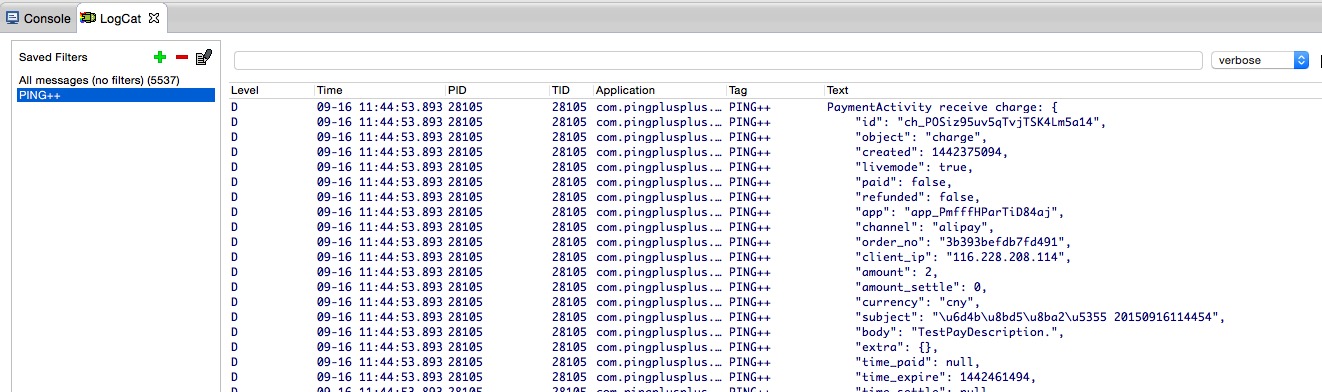 Console LogCat
Saved Filters
All messages (no filters) (5537)
PING++
verbose
Level Time PID TID Application Tag Text
D 09-16 11:44:53.893 28105 28105 com.pingplusplus.… PING++ PaymentActivity receive charge: {
D 09-16 11:44:53.893 28105 28105 com.pingplusplus.… PING++ "id": "ch_POSiz95uv5qTvjTSK4Lm5a14",
D 09-16 11:44:53.893 28105 28105 com.pingplusplus.… PING++ "object": "charge",
D 09-16 11:44:53.893 28105 28105 com.pingplusplus.… PING++ "created": 1442375094,
D 09-16 11:44:53.893 28105 28105 com.pingplusplus.… PING++ "livemode": true,
D 09-16 11:44:53.893 28105 28105 com.pingplusplus.… PING++ "paid": false,
D 09-16 11:44:53.893 28105 28105 com.pingplusplus.… PING++ "refunded": false,
D 09-16 11:44:53.893 28105 28105 com.pingplusplus.… PING++ "app": "app_PmfffHParTiD84aj",
D 09-16 11:44:53.893 28105 28105 com.pingplusplus.… PING++ "channel": "alipay",
D 09-16 11:44:53.893 28105 28105 com.pingplusplus.… PING++ "order_no": "3b393befdb7fd491",
D 09-16 11:44:53.893 28105 28105 com.pingplusplus.… PING++ "client_ip": "116.228.208.114",
D 09-16 11:44:53.893 28105 28105 com.pingplusplus.… PING++ "amount": 2,
D 09-16 11:44:53.893 28105 28105 com.pingplusplus.… PING++ "amount_settle": 0,
D 09-16 11:44:53.893 28105 28105 com.pingplusplus.… PING++ "currency": "cny",
D 09-16 11:44:53.893 28105 28105 com.pingplusplus.… PING++ "subject": "\u6d4b\u8bd5\u8ba2\u5355 20150916114454",
D 09-16 11:44:53.893 28105 28105 com.pingplusplus.… PING++ "body": "TestPayDescription.",
D 09-16 11:44:53.893 28105 28105 com.pingplusplus.… PING++ "extra": {},
D 09-16 11:44:53.893 28105 28105 com.pingplusplus.… PING++ "time_paid": null,
D 09-16 11:44:53.893 28105 28105 com.pingplusplus.… PING++ "time_expire": 1442461494,